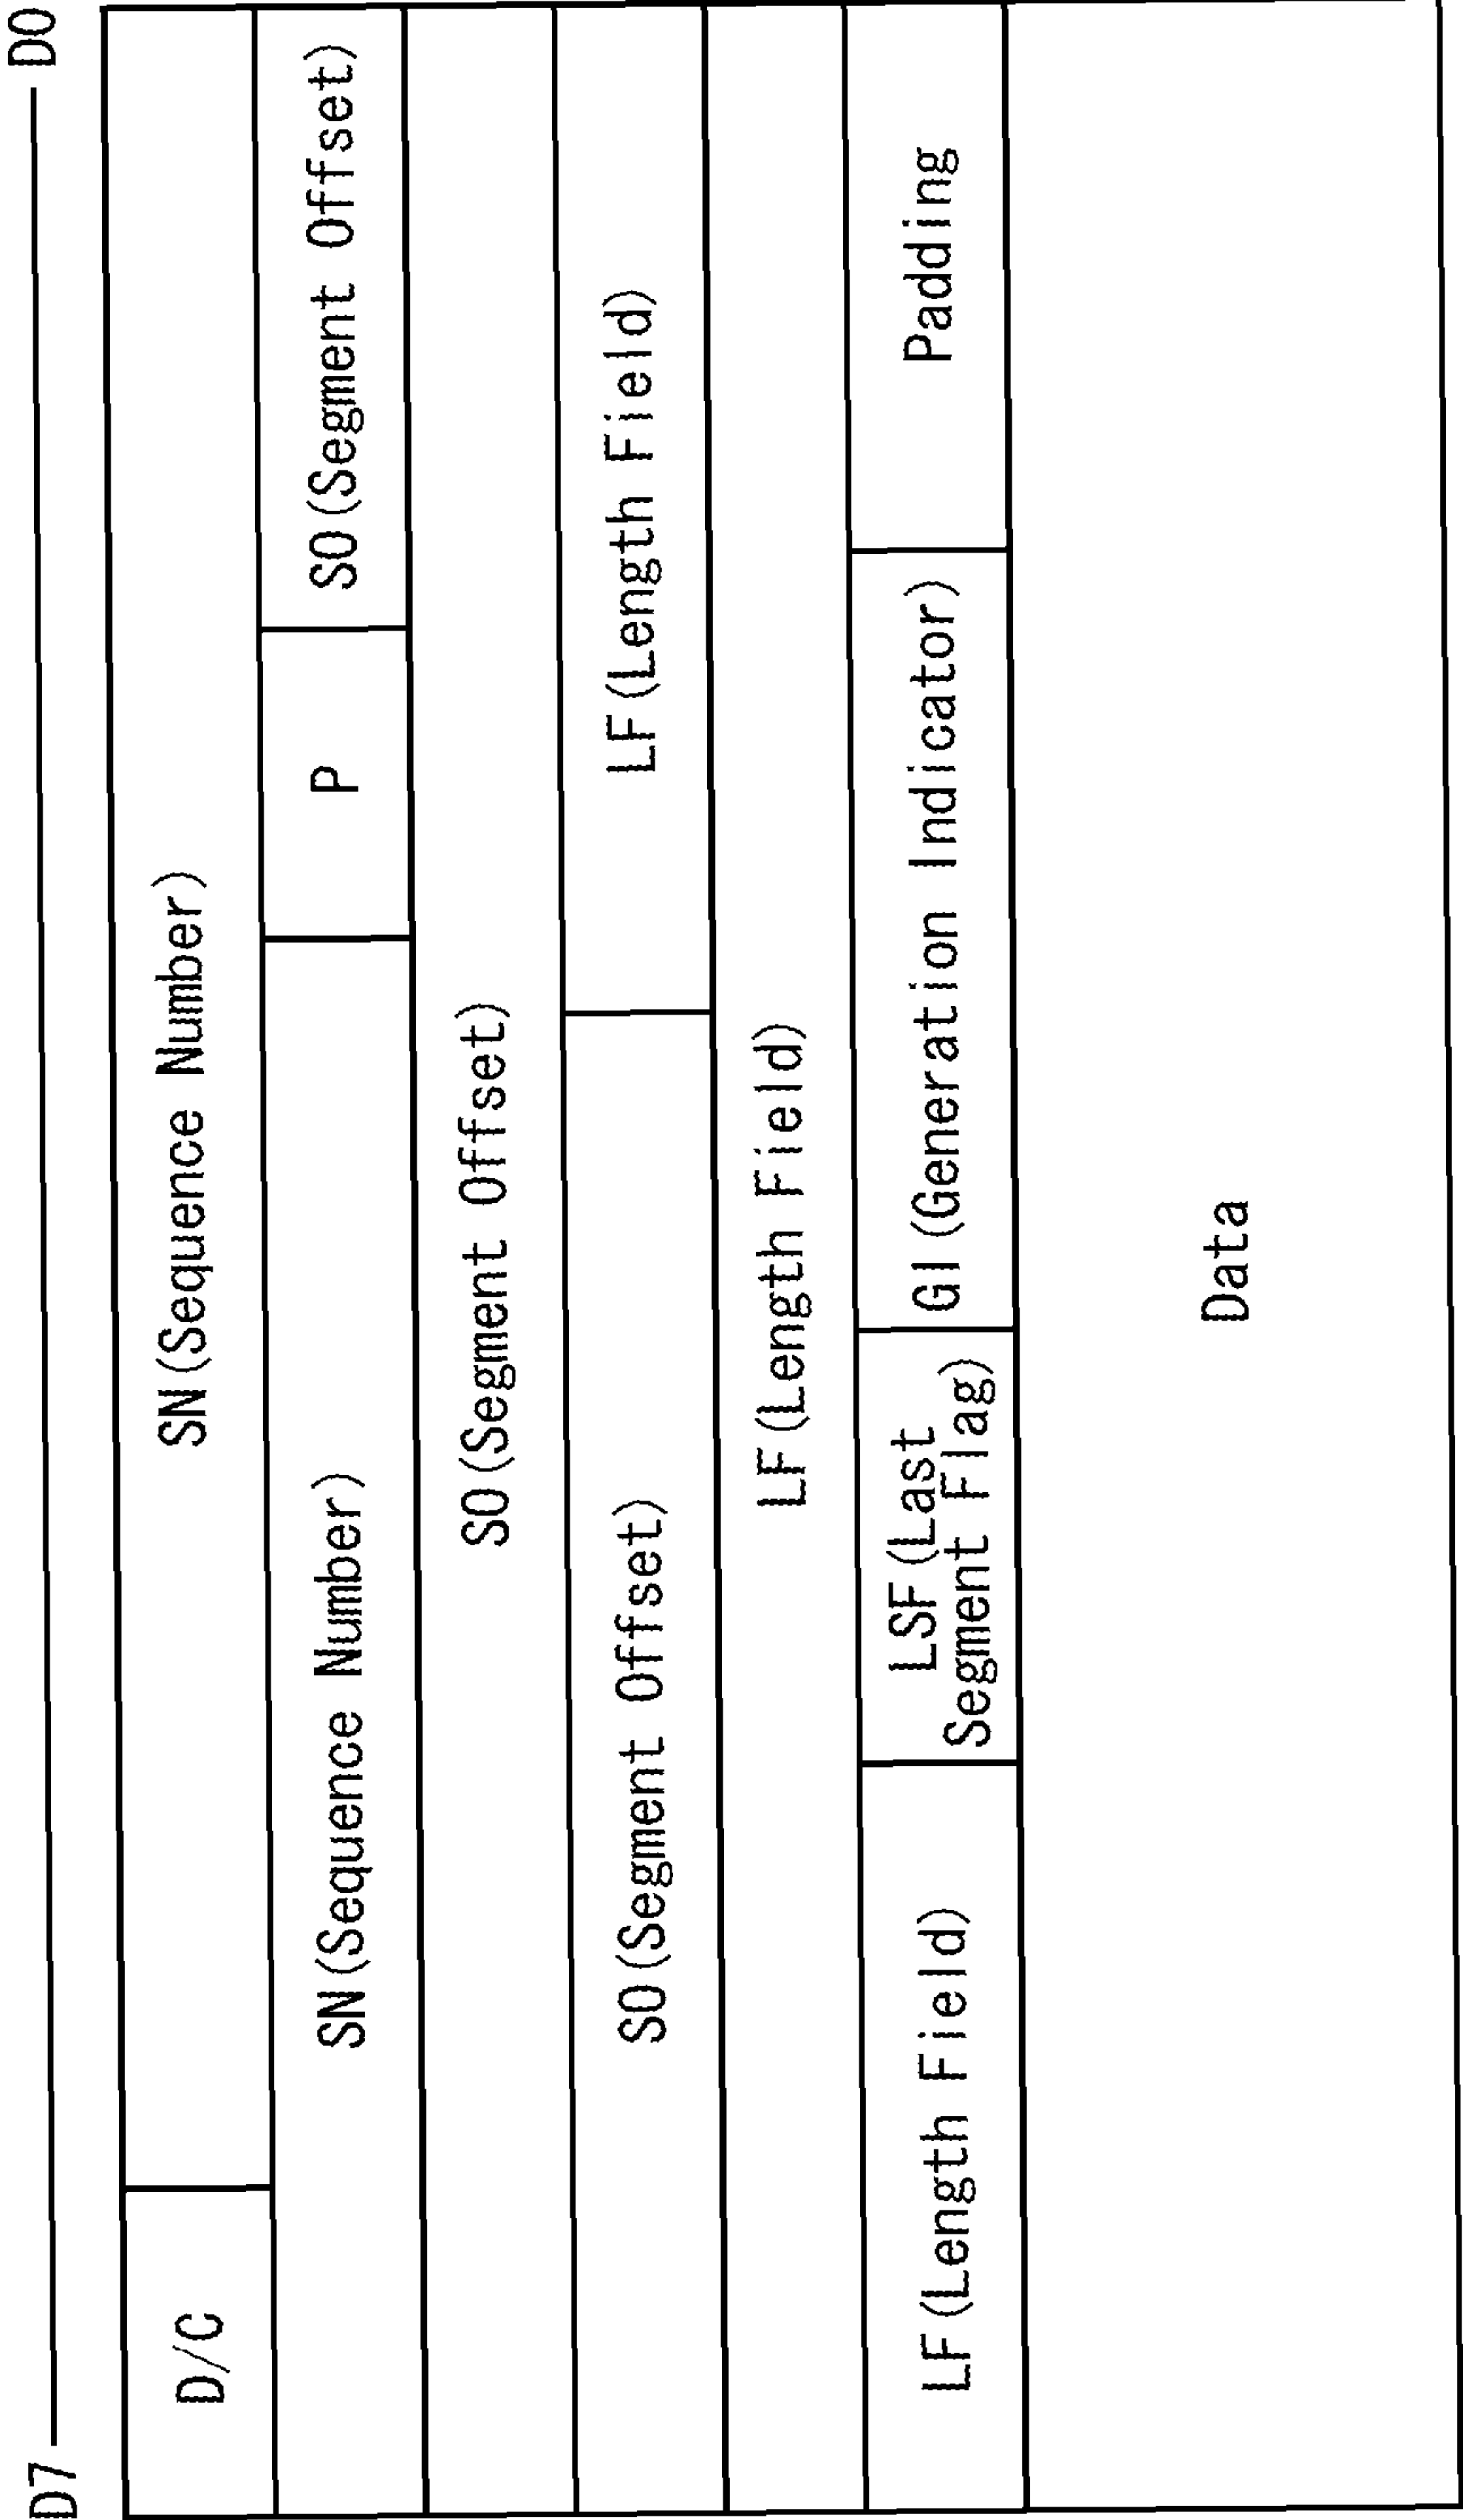 D7 D0
D/C SN(Sequence Number)
SN(Sequence Number) P SO(Segment Offset)
SO(Segment Offset)
SO(Segment Offset) LF(Length Field)
LF(Length Field)
LF(Length Field) LSF(Last Segment Flag) GI(Generation Indicator) Padding
Data